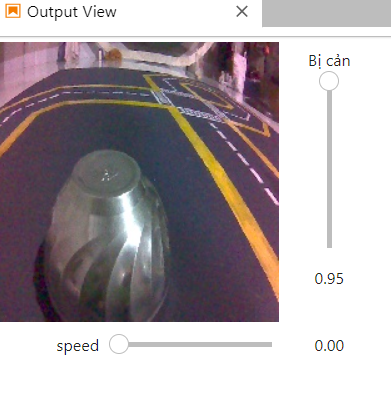 Output View
Bị cản
0.95
speed
0.00